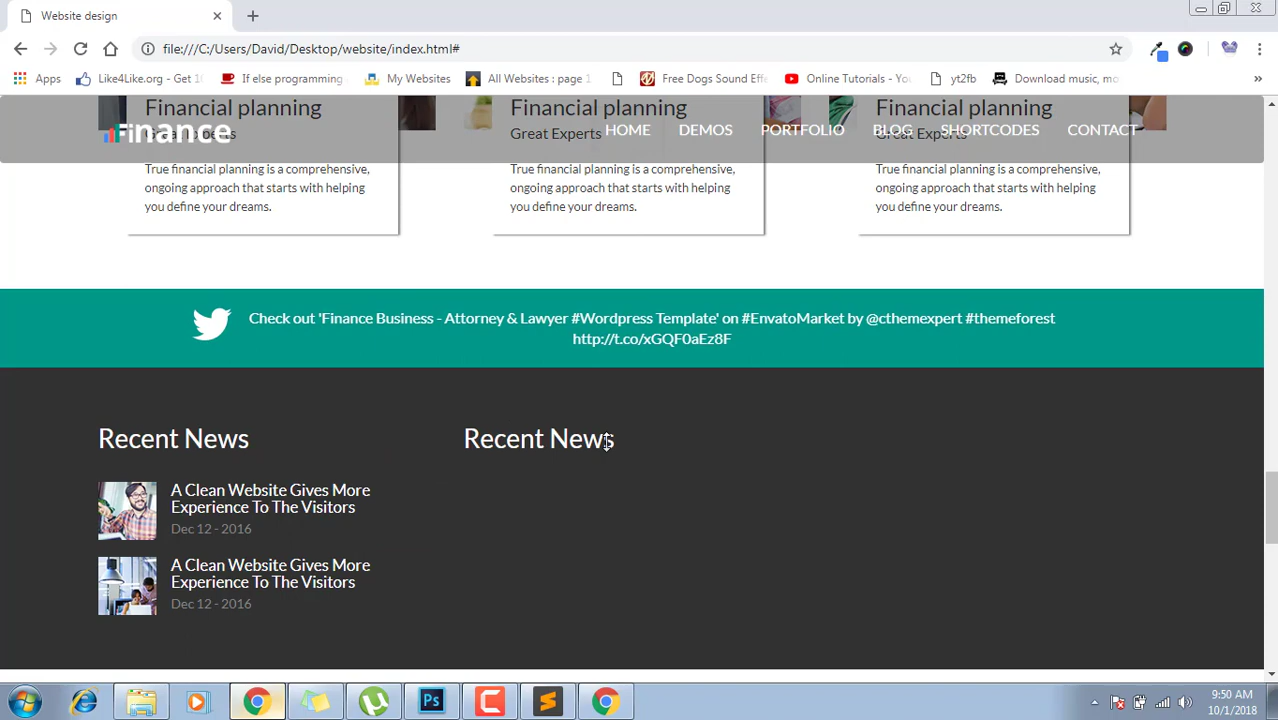 Website design
file:///C:/Users/David/Desktop/website/index.html#
Apps
Like4Like.org - Get 1
If else programming
My Websites
All Websites : page 1
Free Dogs Sound Eff
Online Tutorials - Yo
yt2fb
Download music, mo
»
Financial planning
Financial planning
Financial planning
Finance
HOME
DEMOS
PORTFOLIO
BLOG
SHORTCODES
CONTACT
Great Experts
Great Experts
Great Experts
True financial planning is a comprehensive,
ongoing approach that starts with helping
you define your dreams.
True financial planning is a comprehensive,
ongoing approach that starts with helping
you define your dreams.
True financial planning is a comprehensive,
ongoing approach that starts with helping
you define your dreams.
Check out 'Finance Business - Attorney & Lawyer #Wordpress Template' on #EnvatoMarket by @cthemexpert #themeforest
http://t.co/xGQF0aEz8F
Recent News
A Clean Website Gives More
Experience To The Visitors
Dec 12 - 2016
A Clean Website Gives More
Experience To The Visitors
Dec 12 - 2016
Recent News
Ps
9:50 AM
10/1/2018